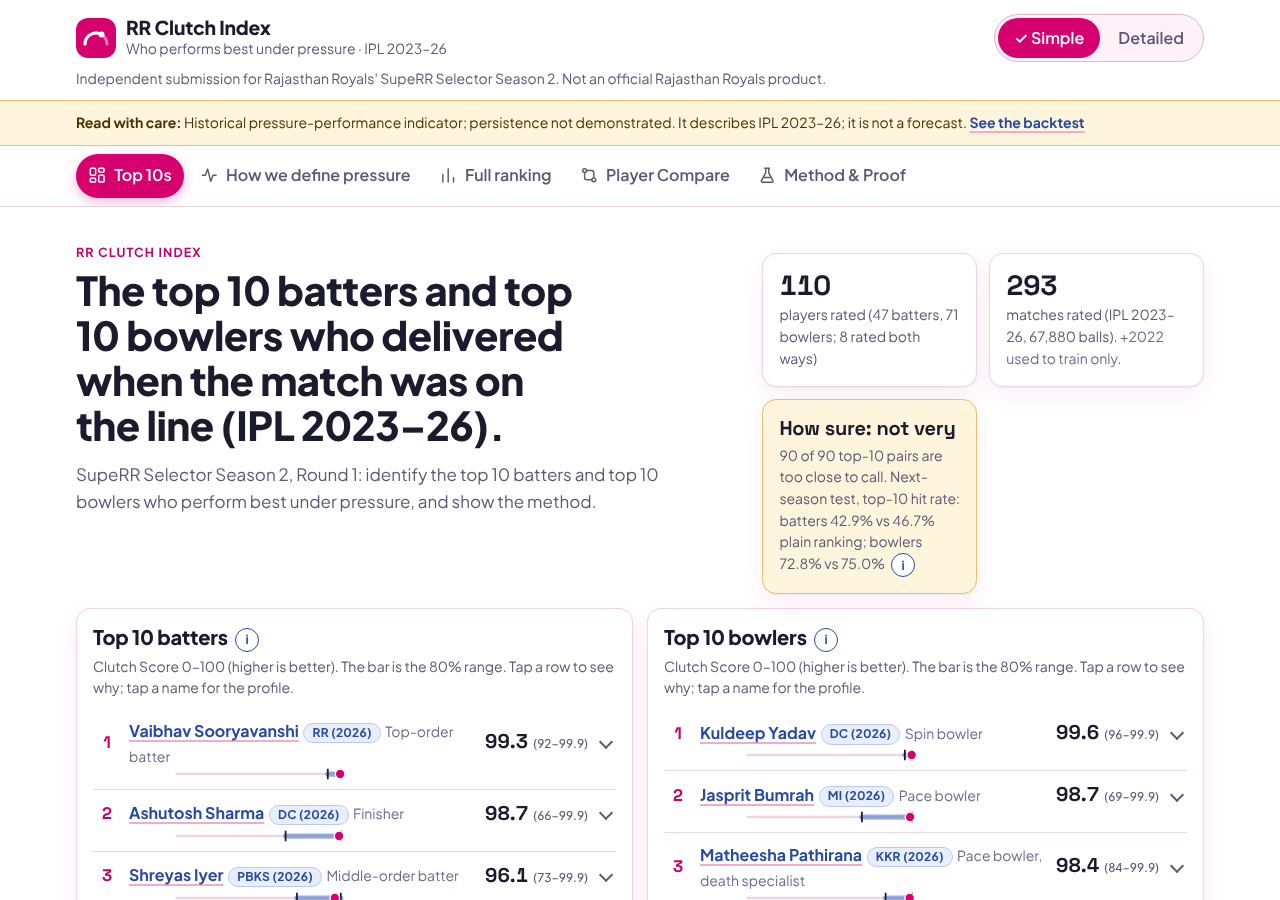 RR Clutch Index
Who performs best under pressure · IPL 2023–26
Simple
Detailed
Independent submission for Rajasthan Royals' SupeRR Selector Season 2. Not an official Rajasthan Royals product.
Read with care: Historical pressure-performance indicator; persistence not demonstrated. It describes IPL 2023–26; it is not a forecast. See the backtest
Top 10s
How we define pressure
Full ranking
Player Compare
Method & Proof
RR CLUTCH INDEX
The top 10 batters and top
10 bowlers who delivered
when the match was on
the line (IPL 2023–26).
SupeRR Selector Season 2, Round 1: identify the top 10 batters and top 10
bowlers who perform best under pressure, and show the method.
110
players rated (47 batters, 71
bowlers; 8 rated both
ways)
293
matches rated (IPL 2023–
26, 67,880 balls). +2022
used to train only.
How sure: not very
90 of 90 top-10 pairs are
too close to call. Next-
season test, top-10 hit rate:
batters 42.9% vs 46.7%
plain ranking; bowlers
72.8% vs 75.0% i
Top 10 batters i
Clutch Score 0–100 (higher is better). The bar is the 80% range. Tap a row to see
why; tap a name for the profile.
1 Vaibhav Sooryavanshi RR (2026) Top-order
batter
99.3 (92–99.9)
2 Ashutosh Sharma DC (2026) Finisher 98.7 (66–99.9)
3 Shreyas Iyer PBKS (2026) Middle-order batter 96.1 (73–99.9)
Top 10 bowlers i
Clutch Score 0–100 (higher is better). The bar is the 80% range. Tap a row to see
why; tap a name for the profile.
1 Kuldeep Yadav DC (2026) Spin bowler 99.6 (96–99.9)
2 Jasprit Bumrah MI (2026) Pace bowler 98.7 (69–99.9)
3 Matheesha Pathirana KKR (2026) Pace bowler,
death specialist
98.4 (84–99.9)